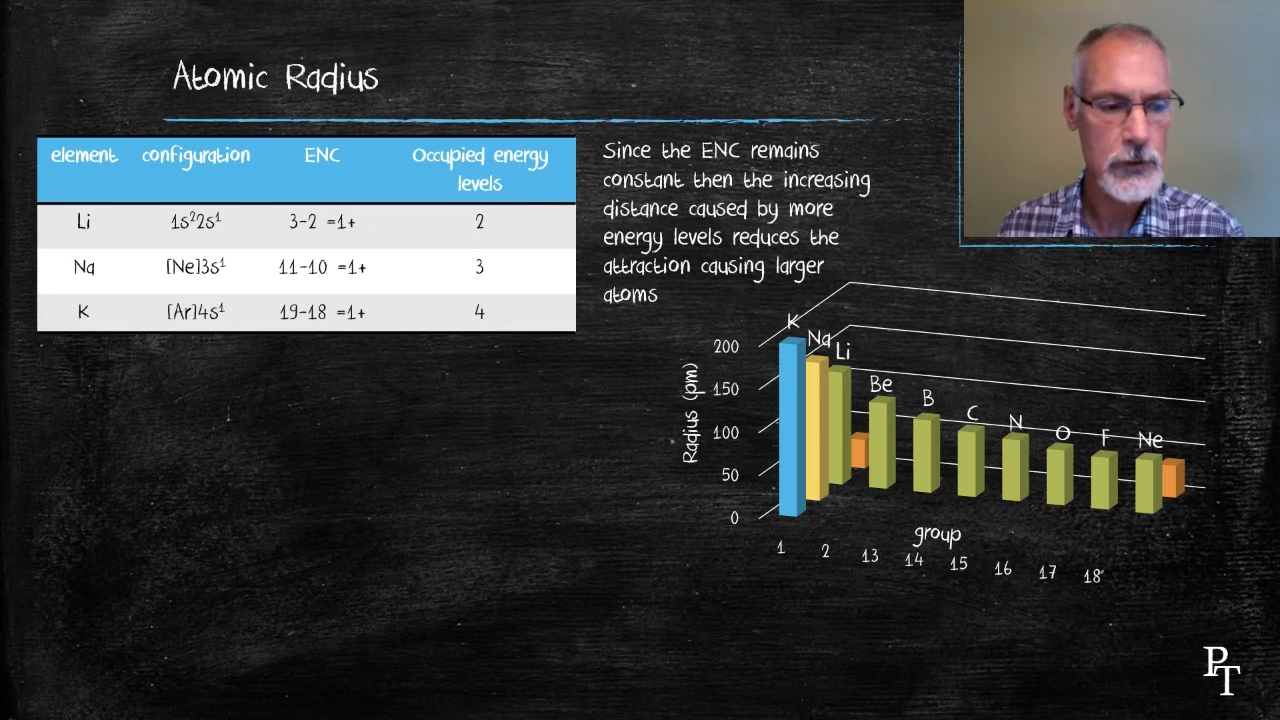 Atomic Radius
element configuration ENC Occupied energy levels
Li 1s²2s¹ 3-2 =1+ 2
Na [Ne]3s¹ 11-10 =1+ 3
K [Ar]4s¹ 19-18 =1+ 4
Since the ENC remains
constant then the increasing
distance caused by more
energy levels reduces the
attraction causing larger
atoms
K Na Li Be B C N O F Ne
Radius (pm)
200
150
100
50
0
group
1 2 13 14 15 16 17 18
PT